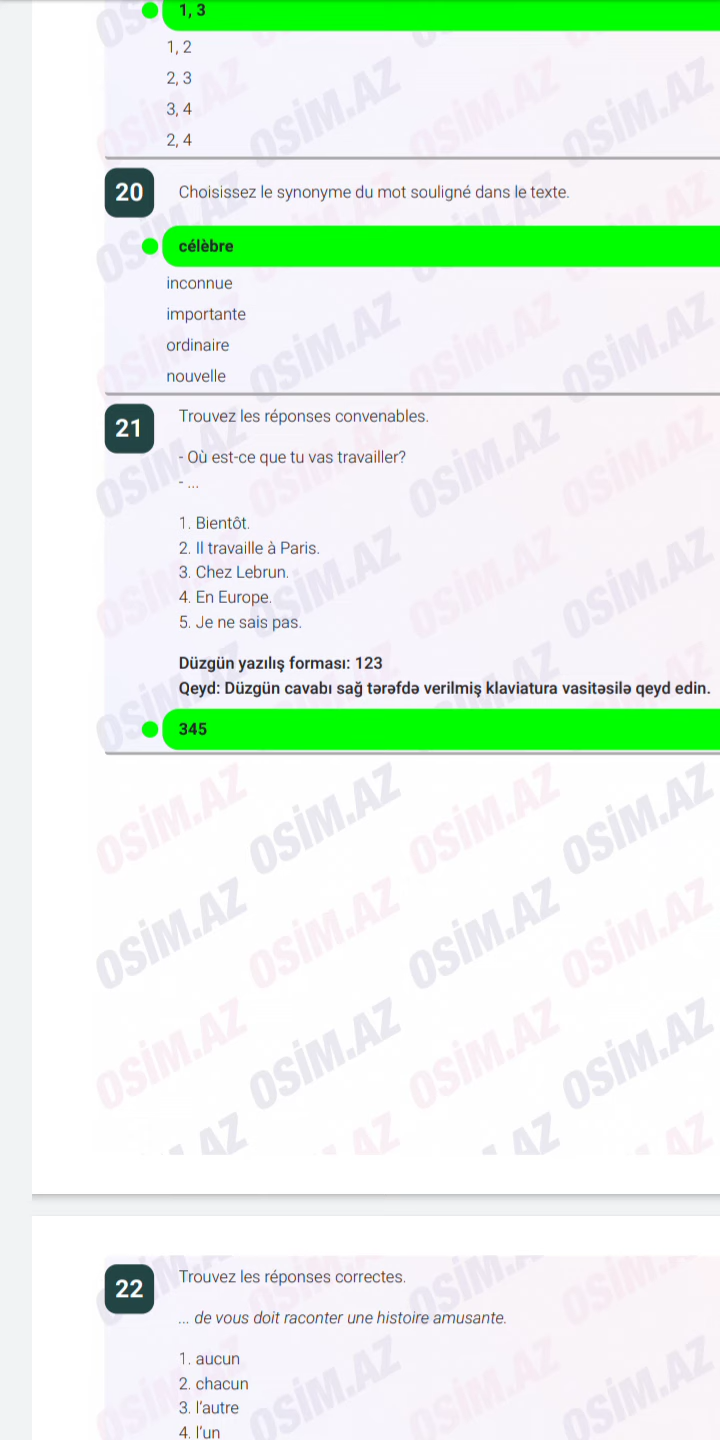 1, 3
1, 2
2, 3
3, 4
2, 4
20
Choisissez le synonyme du mot souligné dans le texte.
célèbre
inconnue
importante
ordinaire
nouvelle
21
Trouvez les réponses convenables.
- Où est-ce que tu vas travailler?
- ...
1. Bientôt.
2. Il travaille à Paris.
3. Chez Lebrun.
4. En Europe.
5. Je ne sais pas.
Düzgün yazılış forması: 123
Qeyd: Düzgün cavabı sağ tərəfdə verilmiş klaviatura vasitəsilə qeyd edin.
345
OSİM.AZ
22
Trouvez les réponses correctes.
... de vous doit raconter une histoire amusante.
1. aucun
2. chacun
3. l'autre
4. l'un